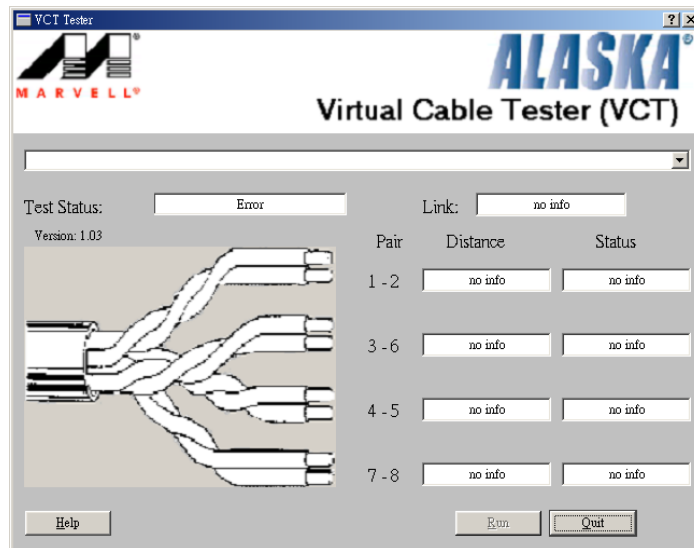 VCT Tester
MARVELL®
ALASKA®
Virtual Cable Tester (VCT)
Test Status: Error Link: no info
Version: 1.03
Pair Distance Status
1 - 2 no info no info
3 - 6 no info no info
4 - 5 no info no info
7 - 8 no info no info
Help Run Quit